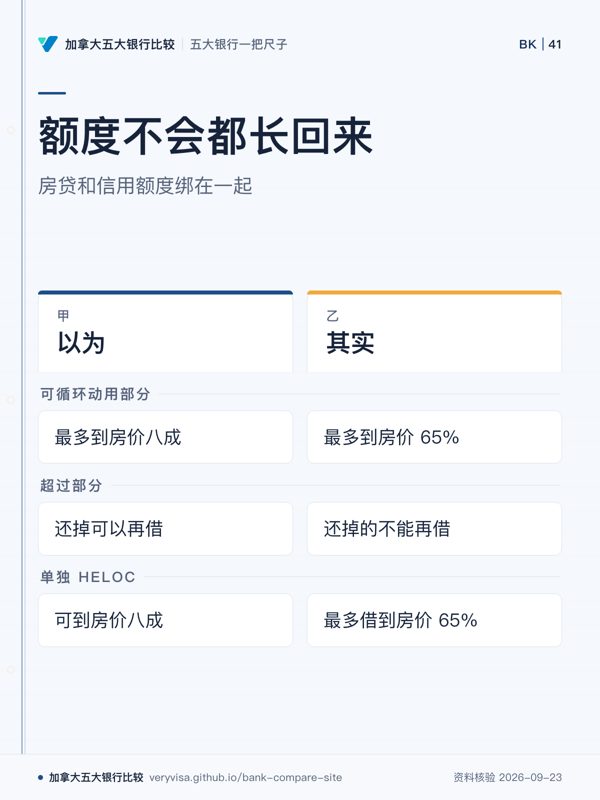 加拿大五大银行比较 五大银行一把尺子 BK | 41
额度不会都长回来
房贷和信用额度绑在一起
甲 乙
以为 其实
可循环动用部分
最多到房价八成 最多到房价 65%
超过部分
还掉可以再借 还掉的不能再借
单独 HELOC
可到房价八成 最多借到房价 65%
加拿大五大银行比较 veryvisa.github.io/bank-compare-site 资料核验 2026-09-23